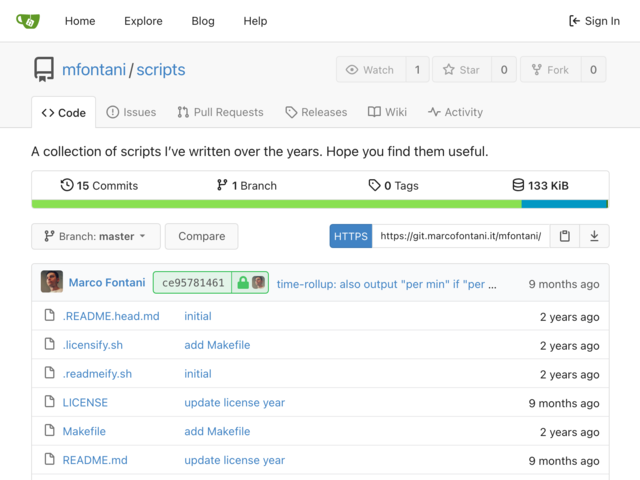 Home Explore Blog Help Sign In
mfontani/scripts Watch 1 Star 0 Fork 0
Code Issues Pull Requests Releases Wiki Activity
A collection of scripts I've written over the years. Hope you find them useful.
15 Commits 1 Branch 0 Tags 133 KiB
Branch: master Compare HTTPS https://git.marcofontani.it/mfontani/
Marco Fontani ce95781461 time-rollup: also output "per min" if "per ... 9 months ago
.README.head.md initial 2 years ago
.licensify.sh add Makefile 2 years ago
.readmeify.sh initial 2 years ago
LICENSE update license year 9 months ago
Makefile add Makefile 2 years ago
README.md update license year 9 months ago